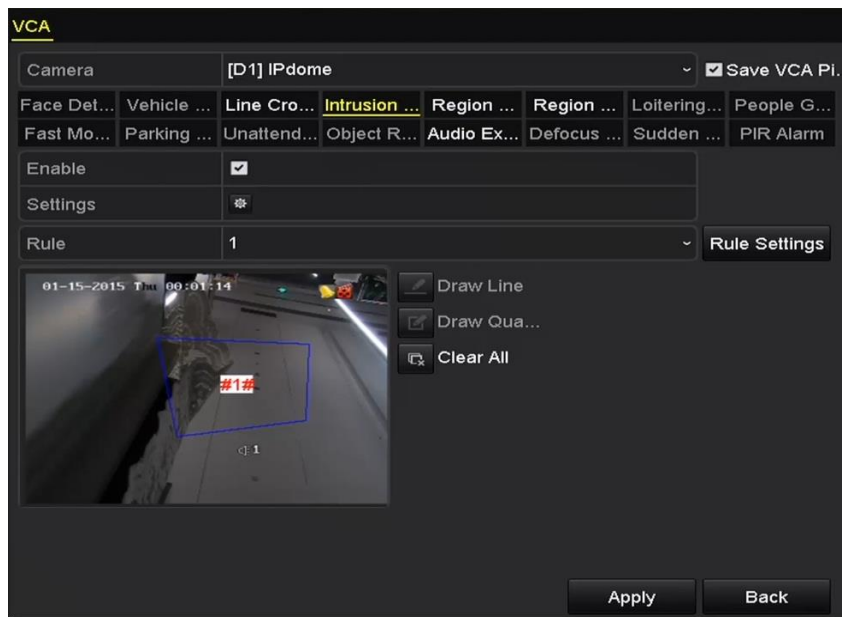 VCA
Camera [D1] IPdome Save VCA Pi.
Face Det... Vehicle ... Line Cro... Intrusion ... Region ... Region ... Loitering... People G...
Fast Mo... Parking ... Unattend... Object R... Audio Ex... Defocus ... Sudden ... PIR Alarm
Enable
Settings
Rule 1 Rule Settings
01-15-2015 Thu 00:01:14
Draw Line
Draw Qua...
Clear All
#1#
1
Apply Back